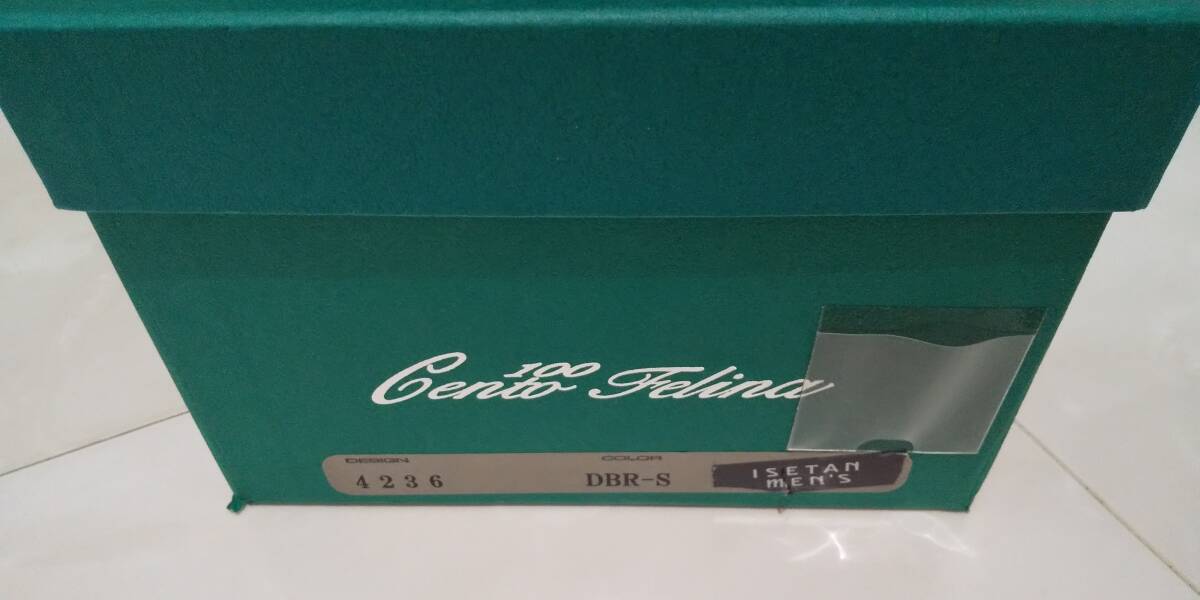 100
Cento Felina
DESIGN COLOR
4236 DBR-S ISETAN
MEN'S